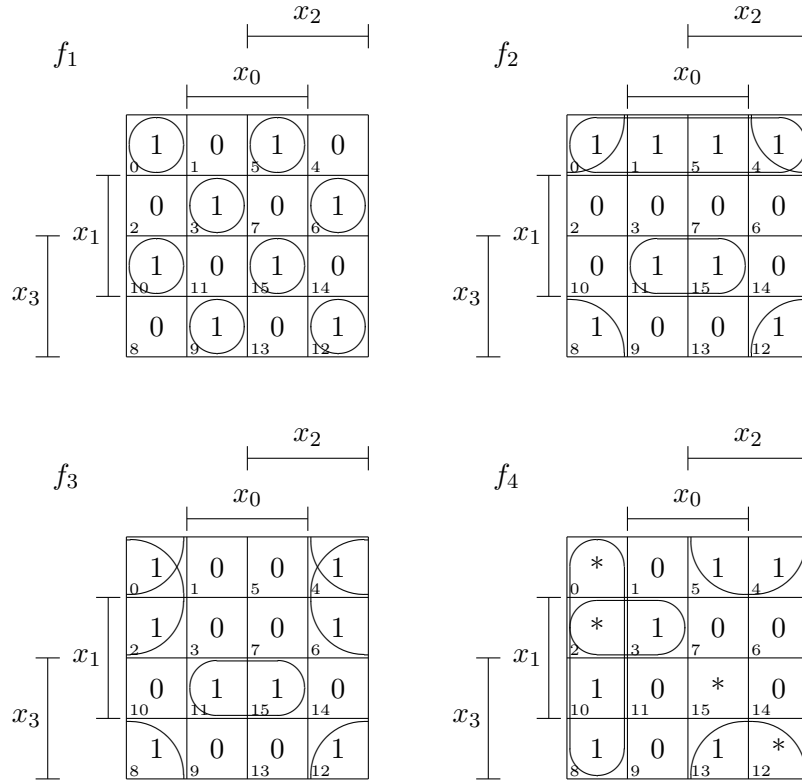 x2 x2
f1 f2
x0 x0
1 0 1 0 1 1 1 1
0 1 5 4 0 1 5 4
0 1 0 1 0 0 0 0
2 3 7 6 2 3 7 6
x1 x1
1 0 1 0 0 1 1 0
10 11 15 14 10 11 15 14
x3 x3
0 1 0 1 1 0 0 1
8 9 13 12 8 9 13 12
x2 x2
f3 f4
x0 x0
1 0 0 1 * 0 1 1
0 1 5 4 0 1 5 4
1 0 0 1 * 1 0 0
2 3 7 6 2 3 7 6
x1 x1
0 1 1 0 1 0 * 0
10 11 15 14 10 11 15 14
x3 x3
1 0 0 1 1 0 1 *
8 9 13 12 8 9 13 12